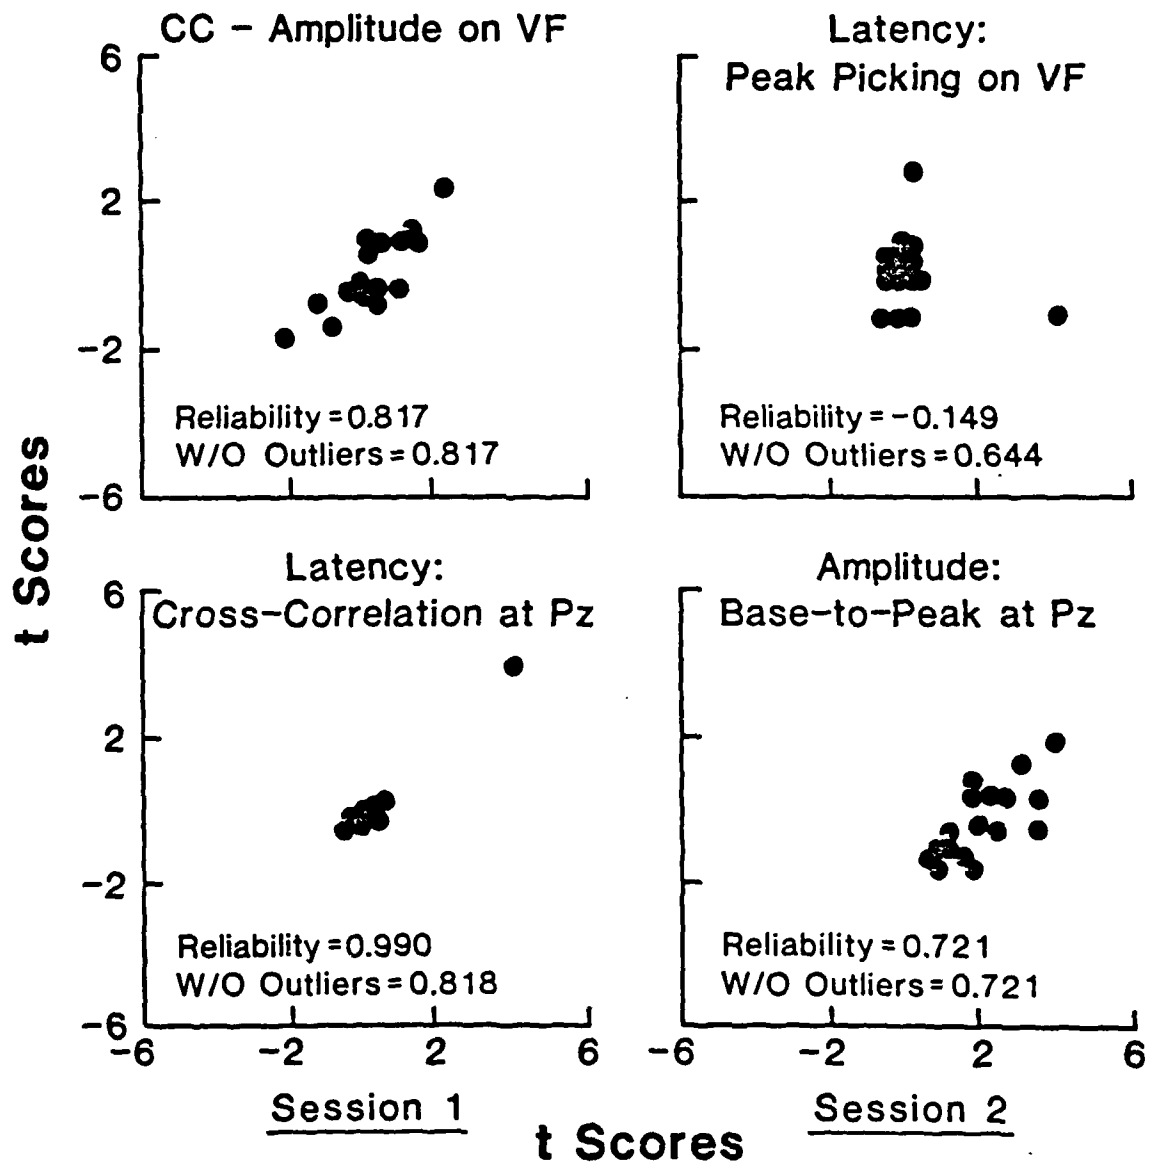 CC - Amplitude on VF
6
2
-2
-6
Reliability=0.817
W/O Outliers=0.817
Latency:
Peak Picking on VF
Reliability=-0.149
W/O Outliers=0.644
t Scores
Latency:
Cross-Correlation at Pz
6
2
-2
-6
Reliability=0.990
W/O Outliers=0.818
-6 -2 2 6
Session 1
Amplitude:
Base-to-Peak at Pz
Reliability=0.721
W/O Outliers=0.721
-6 -2 2 6
Session 2
t Scores